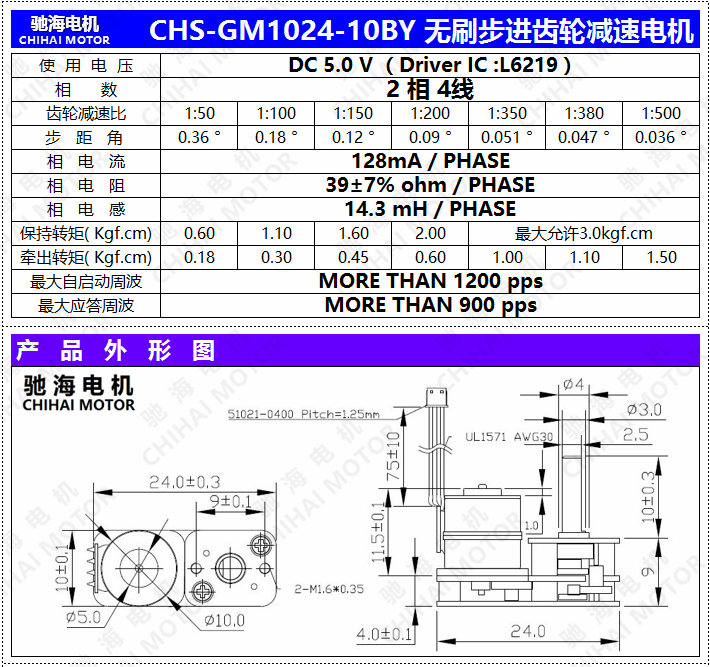 驰海电机
CHIHAI MOTOR
CHS-GM1024-10BY 无刷步进齿轮减速电机
使用电压 DC 5.0 V （Driver IC :L6219 ）
相数 2 相 4线
齿轮减速比 1:50 1:100 1:150 1:200 1:350 1:380 1:500
步距角 0.36 ° 0.18 ° 0.12 ° 0.09 ° 0.051 ° 0.047 ° 0.036 °
相电流 128mA / PHASE
相电阻 39±7% ohm / PHASE
相电感 14.3 mH / PHASE
保持转矩( Kgf.cm) 0.60 1.10 1.60 2.00 最大允许3.0kgf.cm
牵出转矩( Kgf.cm) 0.18 0.30 0.45 0.60 1.00 1.10 1.50
最大自启动周波 MORE THAN 1200 pps
最大应答周波 MORE THAN 900 pps
产品外形图
驰海电机
CHIHAI MOTOR
51021-0400 Pitch=1.25mm
Ø4
Ø3.0
2.5
UL1571 AWG30
75±10
24.0±0.3
9±0.1
10±0.3
1.0
11.5±0.1
10±0.1
9
2-M1.6*0.35
Ø5.0
Ø10.0
4.0±0.1
24.0